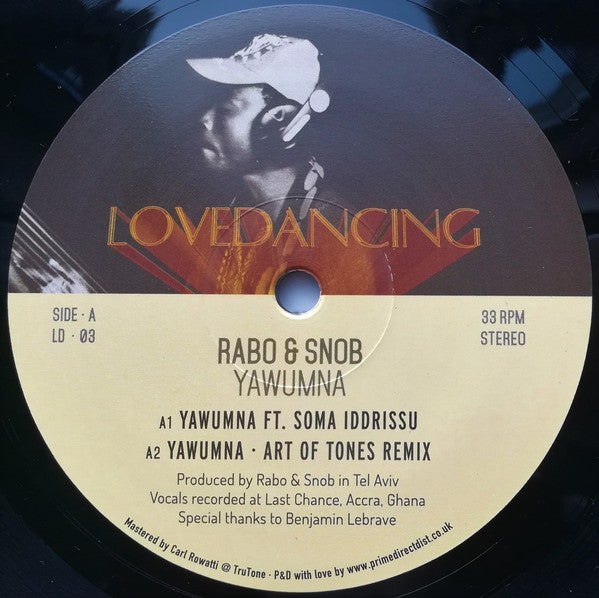 LOVEDANCING
SIDE · A
LD · 03
33 RPM
STEREO
RABO & SNOB
YAWUMNA
A1 YAWUMNA FT. SOMA IDDRISSU
A2 YAWUMNA · ART OF TONES REMIX
Produced by Rabo & Snob in Tel Aviv
Vocals recorded at Last Chance, Accra, Ghana
Special thanks to Benjamin Lebrave
Mastered by Carl Rowatti @ TruTone · P&D with love by www.primedirectdist.co.uk